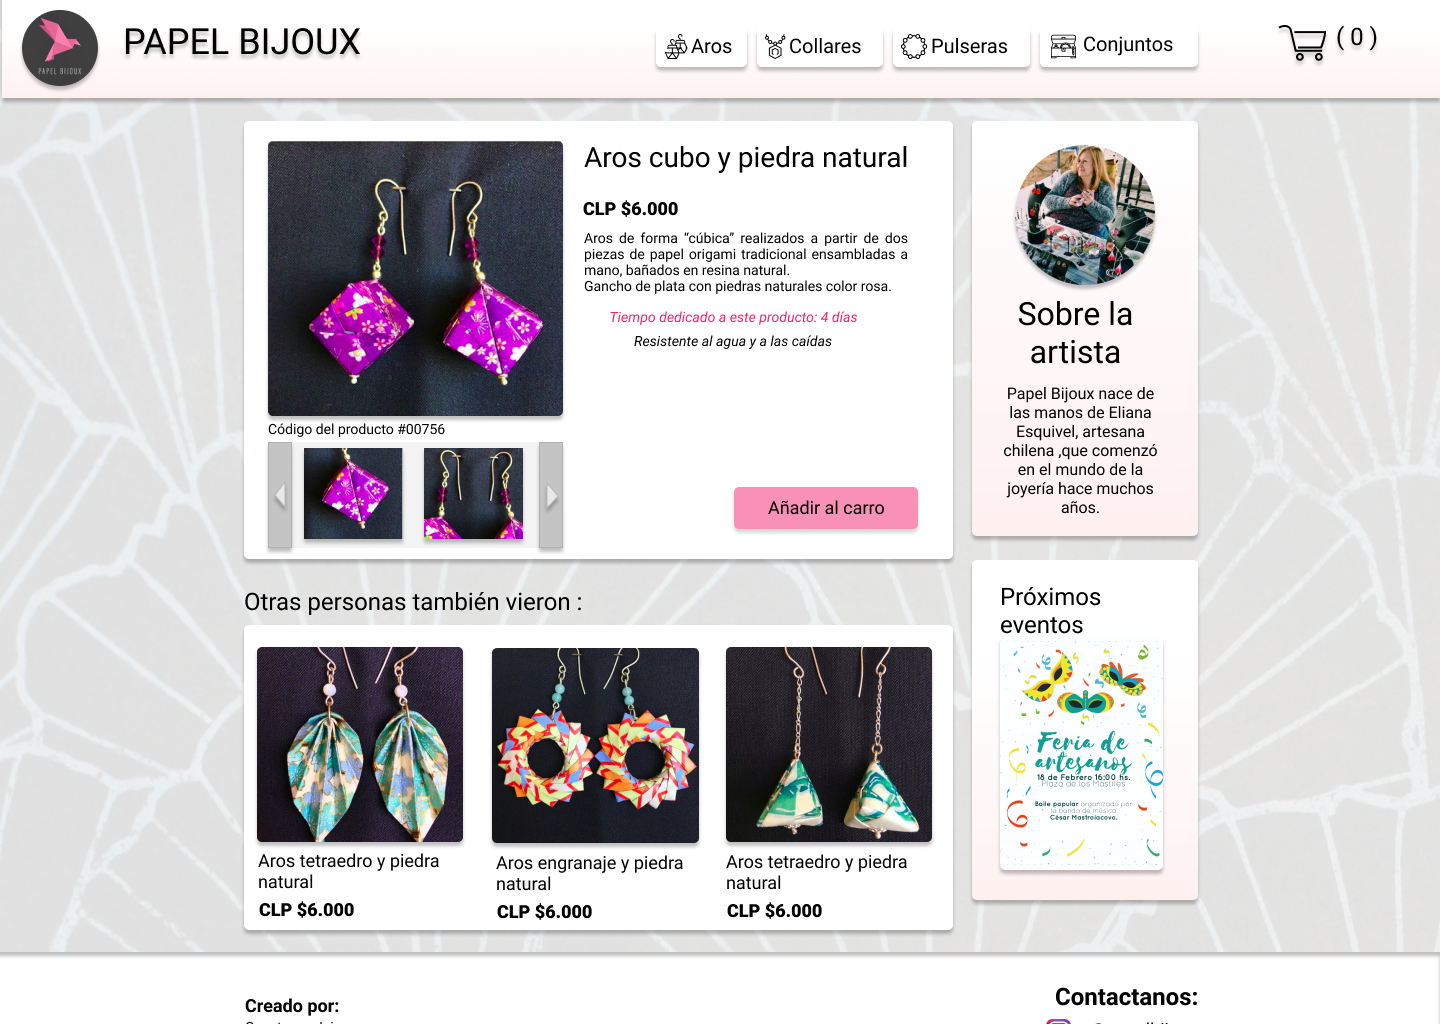 PAPEL BIJOUX
PAPEL BIJOUX
Aros
Collares
Pulseras
Conjuntos
( 0 )
Aros cubo y piedra natural
CLP $6.000
Aros de forma “cúbica” realizados a partir de dos
piezas de papel origami tradicional ensambladas a
mano, bañados en resina natural.
Gancho de plata con piedras naturales color rosa.
Tiempo dedicado a este producto: 4 días
Resistente al agua y a las caídas
Código del producto #00756
Añadir al carro
Sobre la
artista
Papel Bijoux nace de
las manos de Eliana
Esquivel, artesana
chilena ,que comenzó
en el mundo de la
joyería hace muchos
años.
Otras personas también vieron :
Aros tetraedro y piedra
natural
CLP $6.000
Aros engranaje y piedra
natural
CLP $6.000
Aros tetraedro y piedra
natural
CLP $6.000
Próximos
eventos
Feria de
artesanos
18 de Febrero 16:00 hs.
Plaza de los Mástiles
Baile popular organizado por
la banda de música
César Mastroiacovo.
Creado por:
Contactanos: